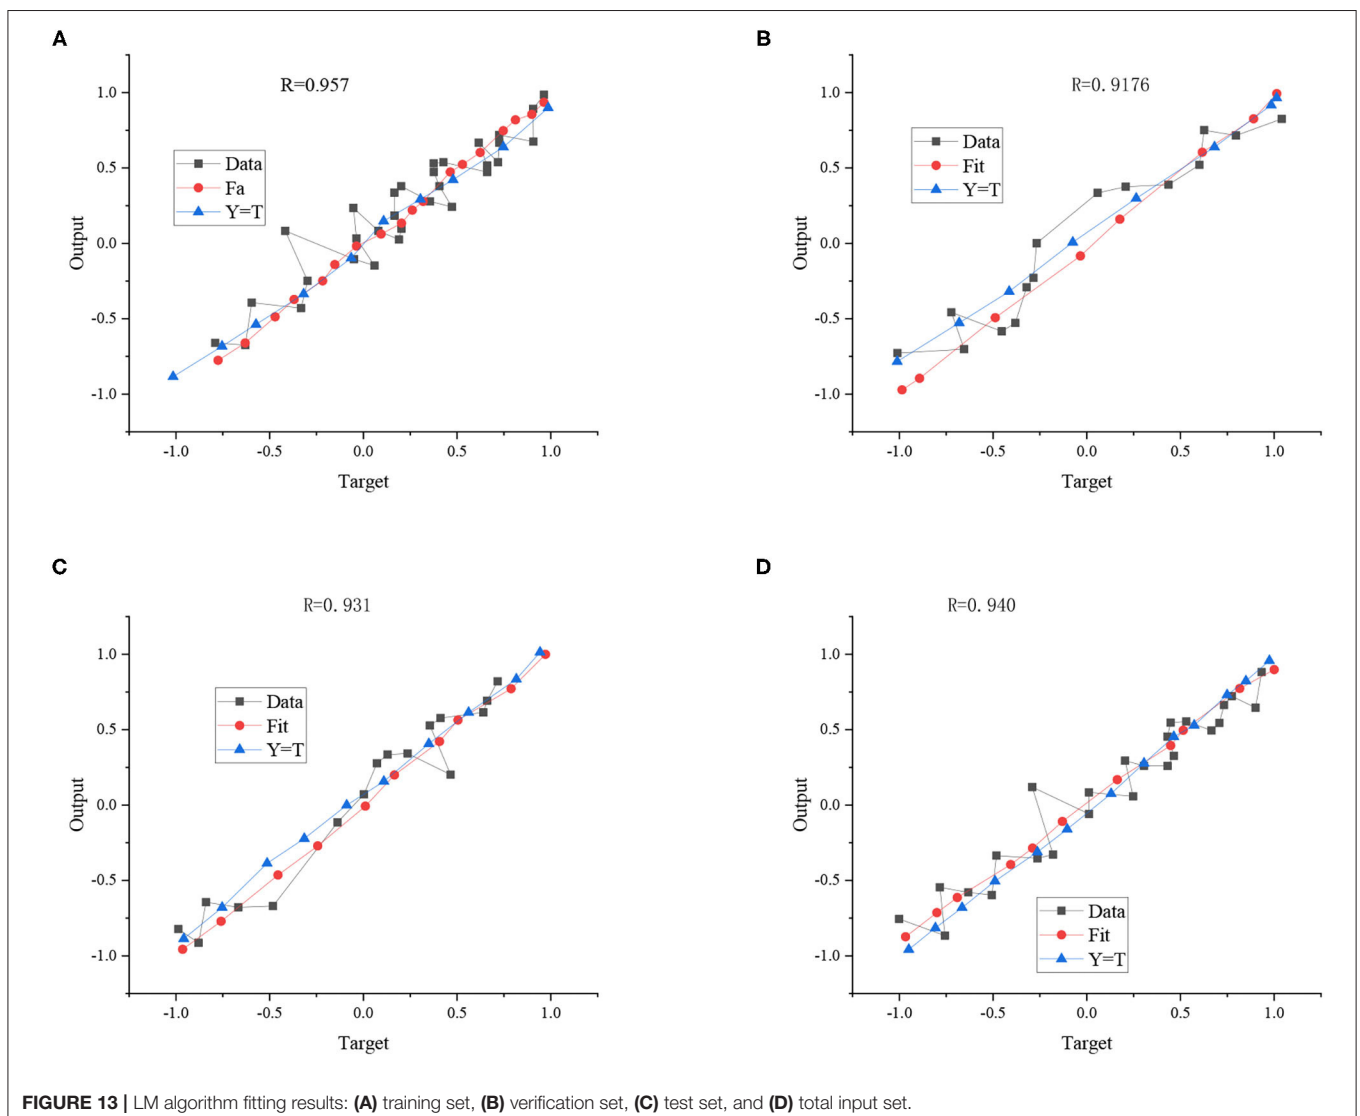 A
R=0.957
Data
Fa
Y=T
1.0
0.5
0.0
-0.5
-1.0
Output
-1.0 -0.5 0.0 0.5 1.0
Target
B
R=0.9176
Data
Fit
Y=T
1.0
0.5
0.0
-0.5
-1.0
Output
-1.0 -0.5 0.0 0.5 1.0
Target
C
R=0.931
Data
Fit
Y=T
1.0
0.5
0.0
-0.5
-1.0
Output
-1.0 -0.5 0.0 0.5 1.0
Target
D
R=0.940
Data
Fit
Y=T
1.0
0.5
0.0
-0.5
-1.0
Output
-1.0 -0.5 0.0 0.5 1.0
Target
FIGURE 13 | LM algorithm fitting results: (A) training set, (B) verification set, (C) test set, and (D) total input set.